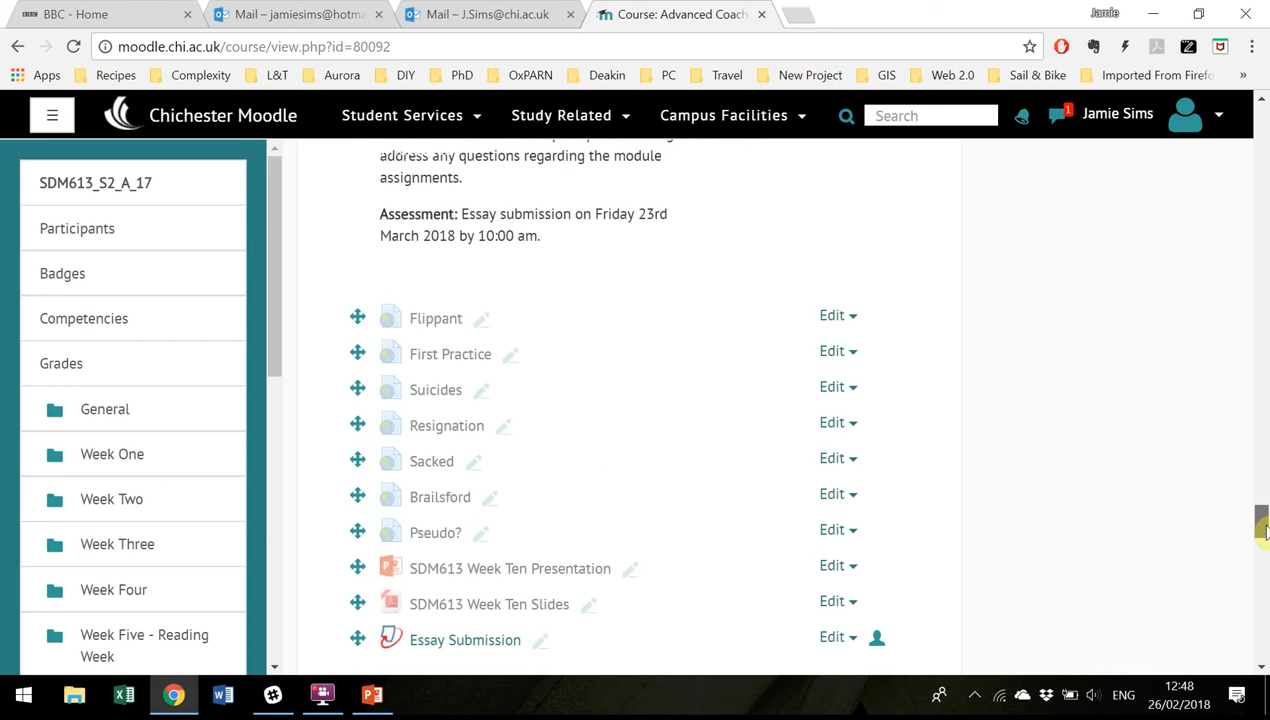 BBC - Home
Mail – jamiesims@hotma
Mail – J.Sims@chi.ac.uk
Course: Advanced Coach
Jamie
moodle.chi.ac.uk/course/view.php?id=80092
Apps
Recipes
Complexity
L&T
Aurora
DIY
PhD
OxPARN
Deakin
PC
Travel
New Project
GIS
Web 2.0
Sail & Bike
Imported From Firefo
»
Chichester Moodle
Student Services
Study Related
Campus Facilities
Search
1
Jamie Sims
SDM613_S2_A_17
Participants
Badges
Competencies
Grades
General
Week One
Week Two
Week Three
Week Four
Week Five - Reading
Week
address any questions regarding the module
assignments.
Assessment: Essay submission on Friday 23rd
March 2018 by 10:00 am.
Flippant Edit
First Practice Edit
Suicides Edit
Resignation Edit
Sacked Edit
Brailsford Edit
Pseudo? Edit
SDM613 Week Ten Presentation Edit
SDM613 Week Ten Slides Edit
Essay Submission Edit
ENG
12:48
26/02/2018